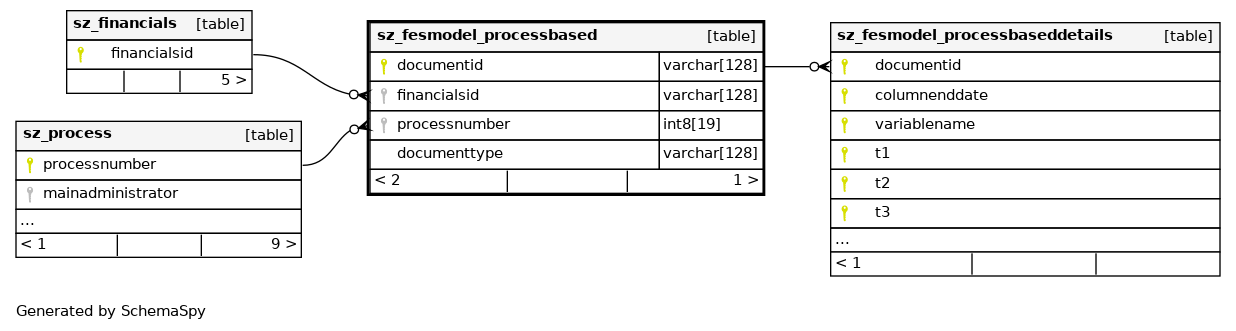 sz_financials [table]
financialsid
5 >
sz_process [table]
processnumber
mainadministrator
...
< 1 9 >
sz_fesmodel_processbased [table]
documentid varchar[128]
financialsid varchar[128]
processnumber int8[19]
documenttype varchar[128]
< 2 1 >
sz_fesmodel_processbaseddetails [table]
documentid
columnenddate
variablename
t1
t2
t3
...
< 1
Generated by SchemaSpy